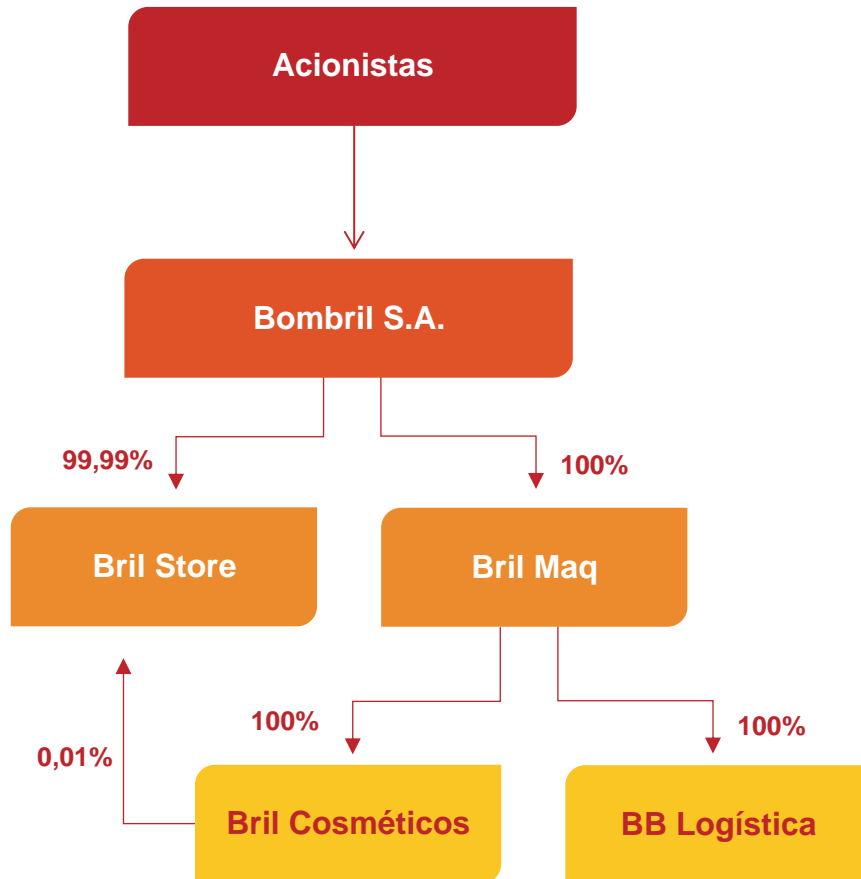 Acionistas
Bombril S.A.
99,99%
100%
Bril Store
Bril Maq
100%
100%
0,01%
Bril Cosméticos
BB Logística